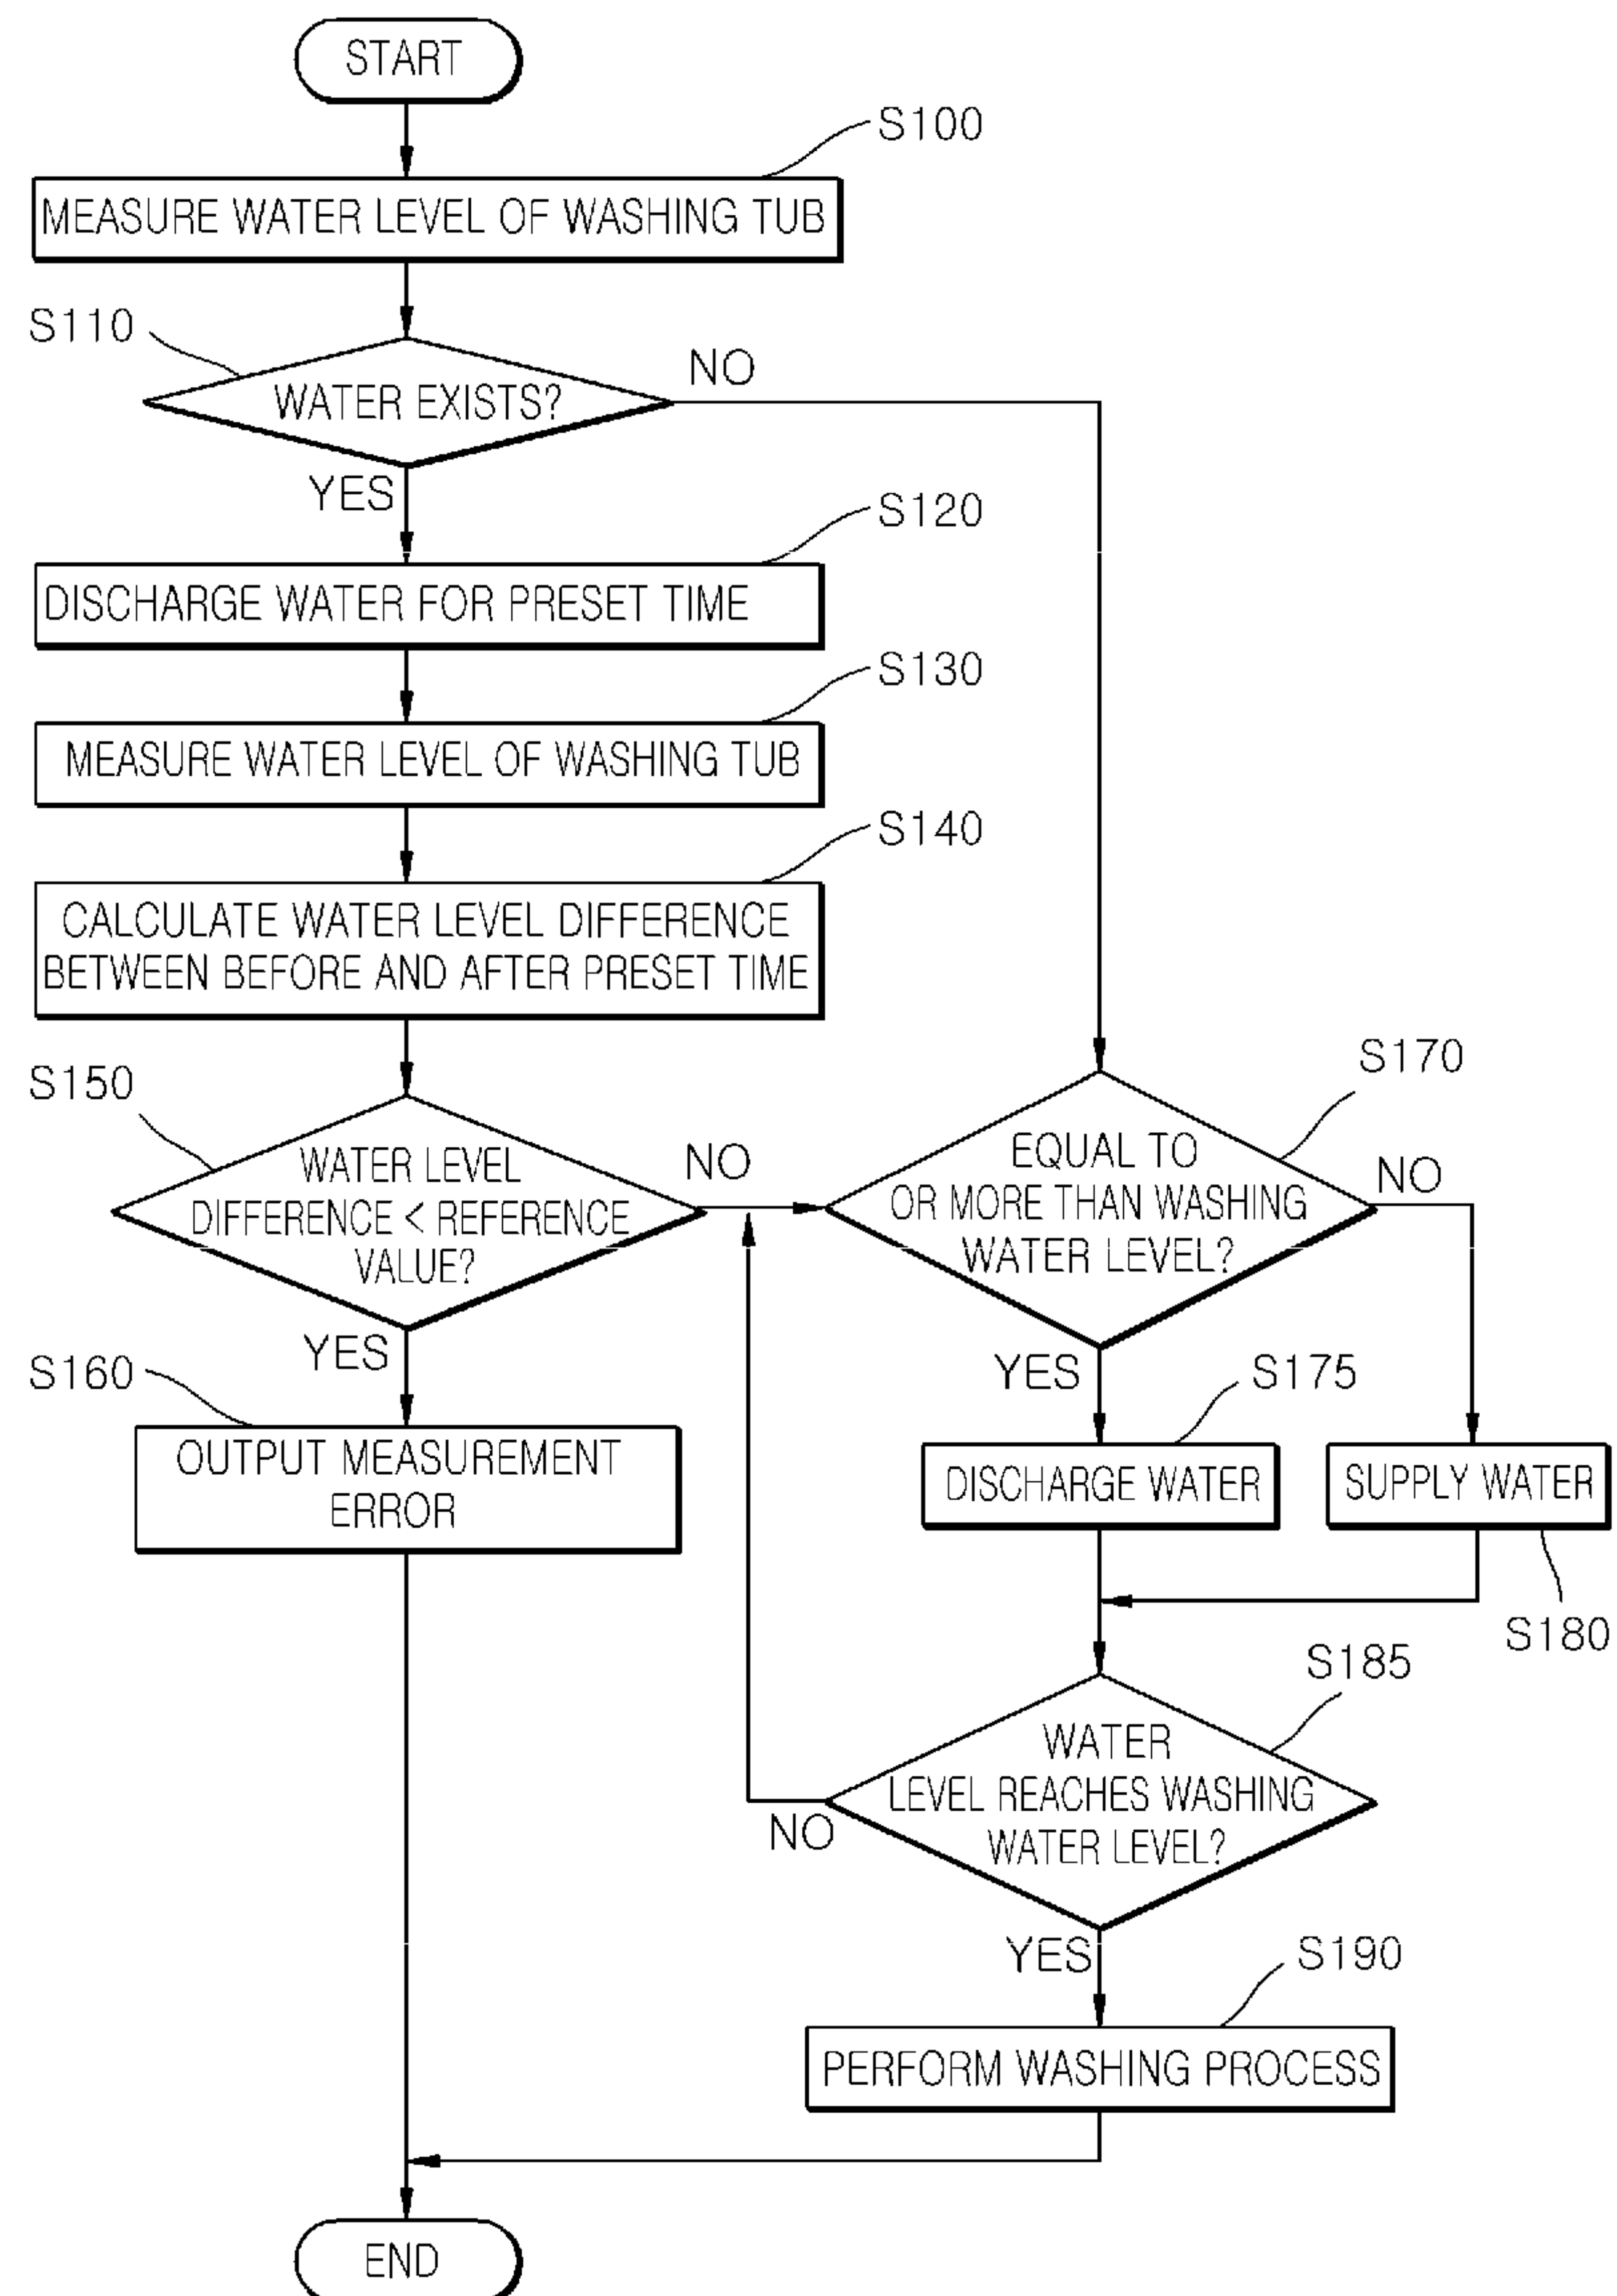 START
S100
MEASURE WATER LEVEL OF WASHING TUB
S110
WATER EXISTS?
NO
YES
S120
DISCHARGE WATER FOR PRESET TIME
S130
MEASURE WATER LEVEL OF WASHING TUB
S140
CALCULATE WATER LEVEL DIFFERENCE
BETWEEN BEFORE AND AFTER PRESET TIME
S150
WATER LEVEL
DIFFERENCE < REFERENCE
VALUE?
NO
YES
S160
OUTPUT MEASUREMENT
ERROR
S170
EQUAL TO
OR MORE THAN WASHING
WATER LEVEL?
NO
YES
S175
DISCHARGE WATER
SUPPLY WATER
S180
S185
WATER
LEVEL REACHES WASHING
WATER LEVEL?
NO
YES
S190
PERFORM WASHING PROCESS
END